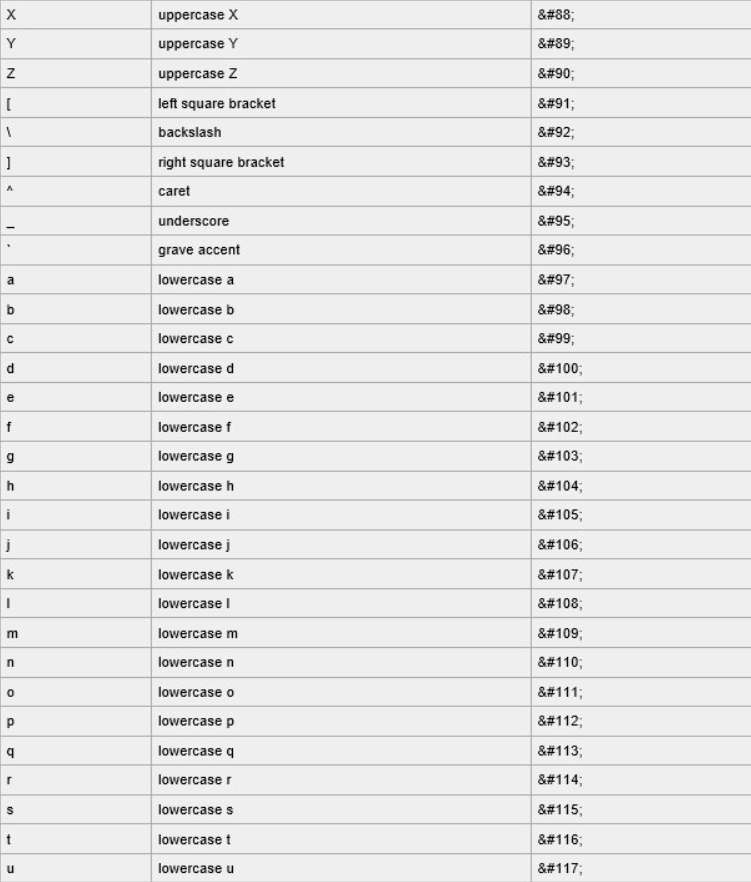 X uppercase X &#88;
Y uppercase Y &#89;
Z uppercase Z &#90;
[ left square bracket &#91;
\ backslash &#92;
] right square bracket &#93;
^ caret &#94;
_ underscore &#95;
` grave accent &#96;
a lowercase a &#97;
b lowercase b &#98;
c lowercase c &#99;
d lowercase d &#100;
e lowercase e &#101;
f lowercase f &#102;
g lowercase g &#103;
h lowercase h &#104;
i lowercase i &#105;
j lowercase j &#106;
k lowercase k &#107;
l lowercase l &#108;
m lowercase m &#109;
n lowercase n &#110;
o lowercase o &#111;
p lowercase p &#112;
q lowercase q &#113;
r lowercase r &#114;
s lowercase s &#115;
t lowercase t &#116;
u lowercase u &#117;